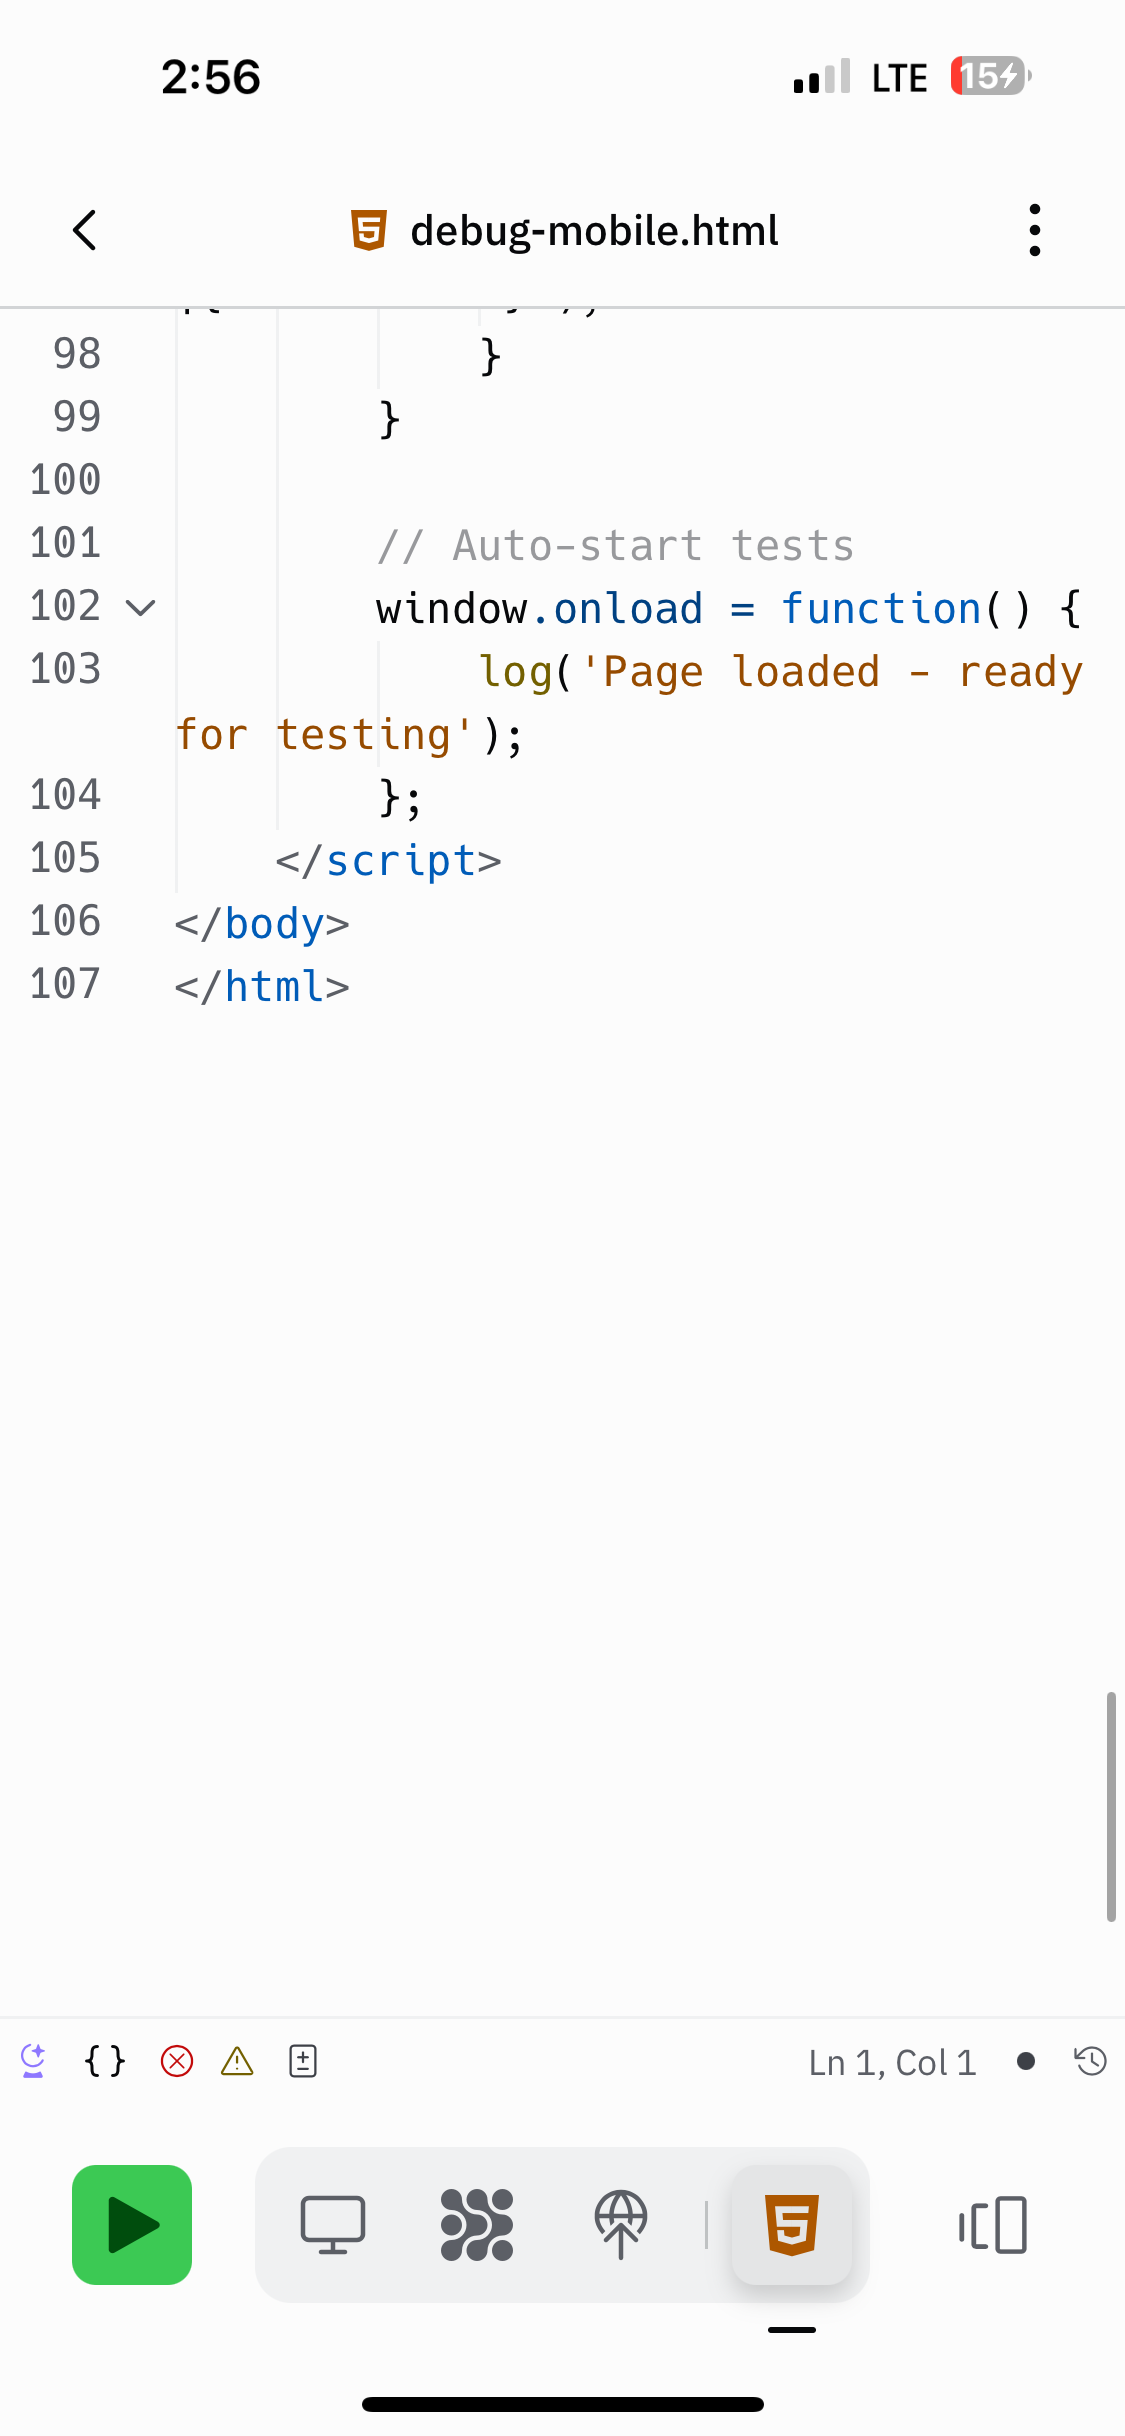 2:56
LTE
15
debug-mobile.html
98 }
99 }
100
101 // Auto-start tests
102 window.onload = function() {
103 log('Page loaded - ready
for testing');
104 };
105 </script>
106 </body>
107 </html>
{}
Ln 1, Col 1